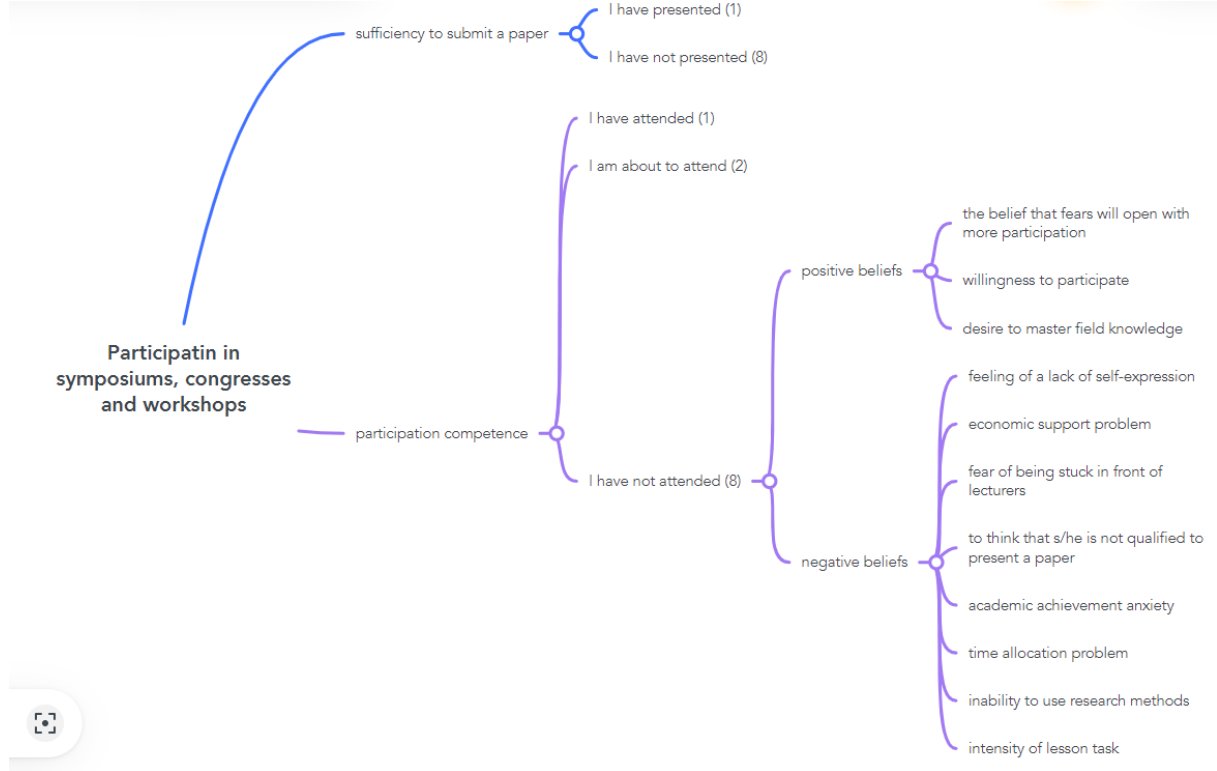 I have presented (1)
sufficiency to submit a paper
I have not presented (8)
I have attended (1)
I am about to attend (2)
the belief that fears will open with
more participation
positive beliefs
willingness to participate
desire to master field knowledge
Participatin in
symposiums, congresses
and workshops
feeling of a lack of self-expression
economic support problem
participation competence
fear of being stuck in front of
lecturers
I have not attended (8)
to think that s/he is not qualified to
present a paper
negative beliefs
academic achievement anxiety
time allocation problem
inability to use research methods
intensity of lesson task